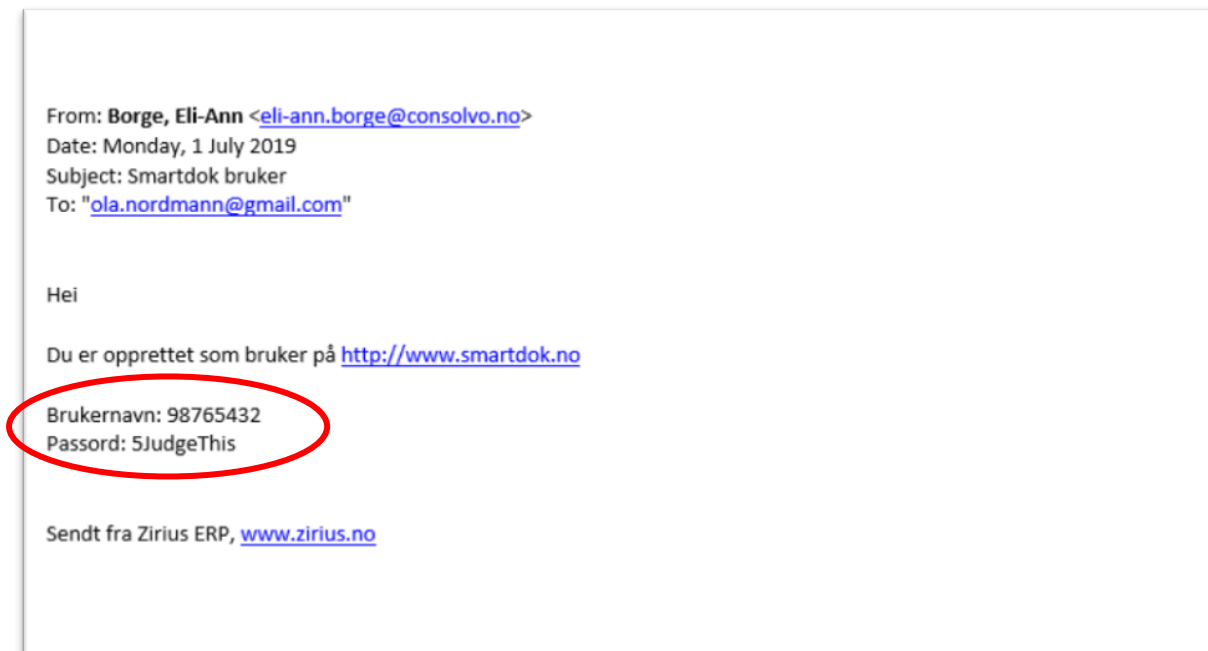 From: Borge, Eli-Ann <eli-ann.borge@consolvo.no>
Date: Monday, 1 July 2019
Subject: Smartdok bruker
To: "ola.nordmann@gmail.com"
Hei
Du er opprettet som bruker på http://www.smartdok.no
Brukernavn: 98765432
Passord: 5JudgeThis
Sendt fra Zirius ERP, www.zirius.no